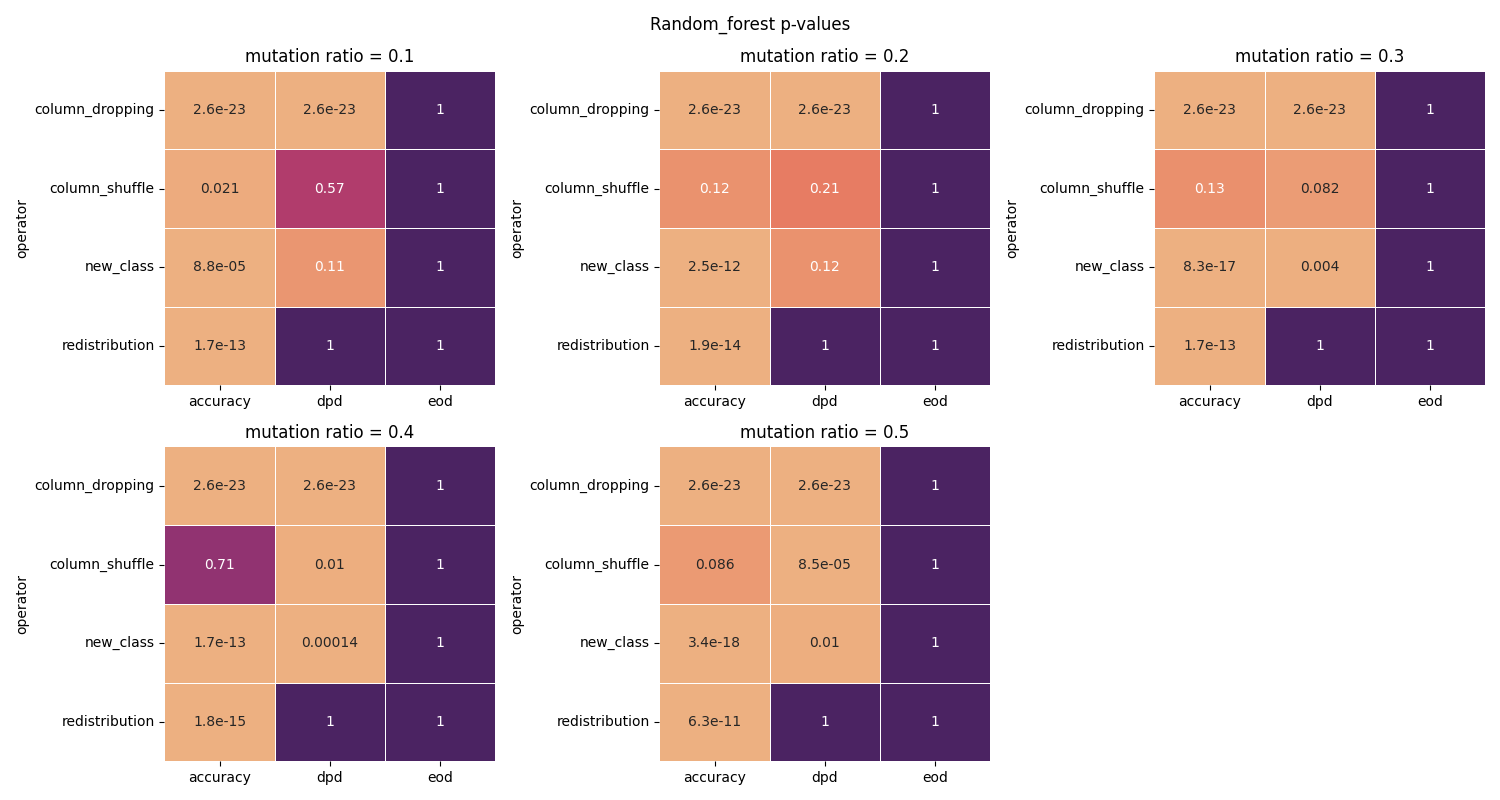 Random_forest p-values
mutation ratio = 0.1
operator
column_dropping 2.6e-23 2.6e-23 1
column_shuffle 0.021 0.57 1
new_class 8.8e-05 0.11 1
redistribution 1.7e-13 1 1
accuracy dpd eod
mutation ratio = 0.2
operator
column_dropping 2.6e-23 2.6e-23 1
column_shuffle 0.12 0.21 1
new_class 2.5e-12 0.12 1
redistribution 1.9e-14 1 1
accuracy dpd eod
mutation ratio = 0.3
operator
column_dropping 2.6e-23 2.6e-23 1
column_shuffle 0.13 0.082 1
new_class 8.3e-17 0.004 1
redistribution 1.7e-13 1 1
accuracy dpd eod
mutation ratio = 0.4
operator
column_dropping 2.6e-23 2.6e-23 1
column_shuffle 0.71 0.01 1
new_class 1.7e-13 0.00014 1
redistribution 1.8e-15 1 1
accuracy dpd eod
mutation ratio = 0.5
operator
column_dropping 2.6e-23 2.6e-23 1
column_shuffle 0.086 8.5e-05 1
new_class 3.4e-18 0.01 1
redistribution 6.3e-11 1 1
accuracy dpd eod